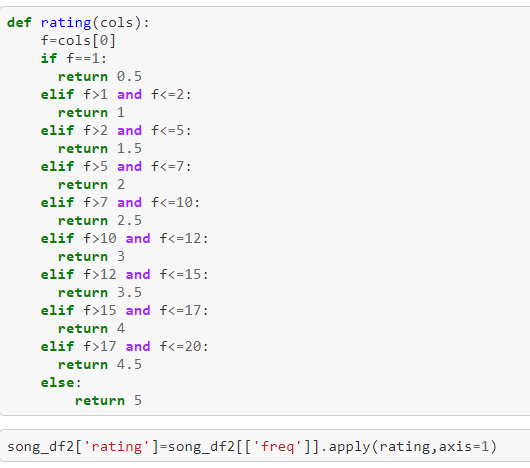 def rating(cols):
    f=cols[0]
    if f==1:
      return 0.5
    elif f>1 and f<=2:
      return 1
    elif f>2 and f<=5:
      return 1.5
    elif f>5 and f<=7:
      return 2
    elif f>7 and f<=10:
      return 2.5
    elif f>10 and f<=12:
      return 3
    elif f>12 and f<=15:
      return 3.5
    elif f>15 and f<=17:
      return 4
    elif f>17 and f<=20:
      return 4.5
    else:
        return 5
song_df2['rating']=song_df2[['freq']].apply(rating,axis=1)